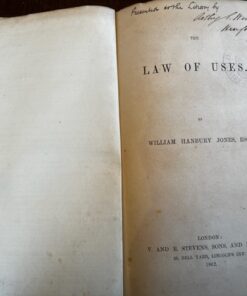 Presented to the Library by
THE
LAW OF USES.
BY
WILLIAM HANBURY JONES,
LONDON:
V. AND R. STEVENS, SONS, AND
26, BELL YARD, LINCOLN'S INN
1862.